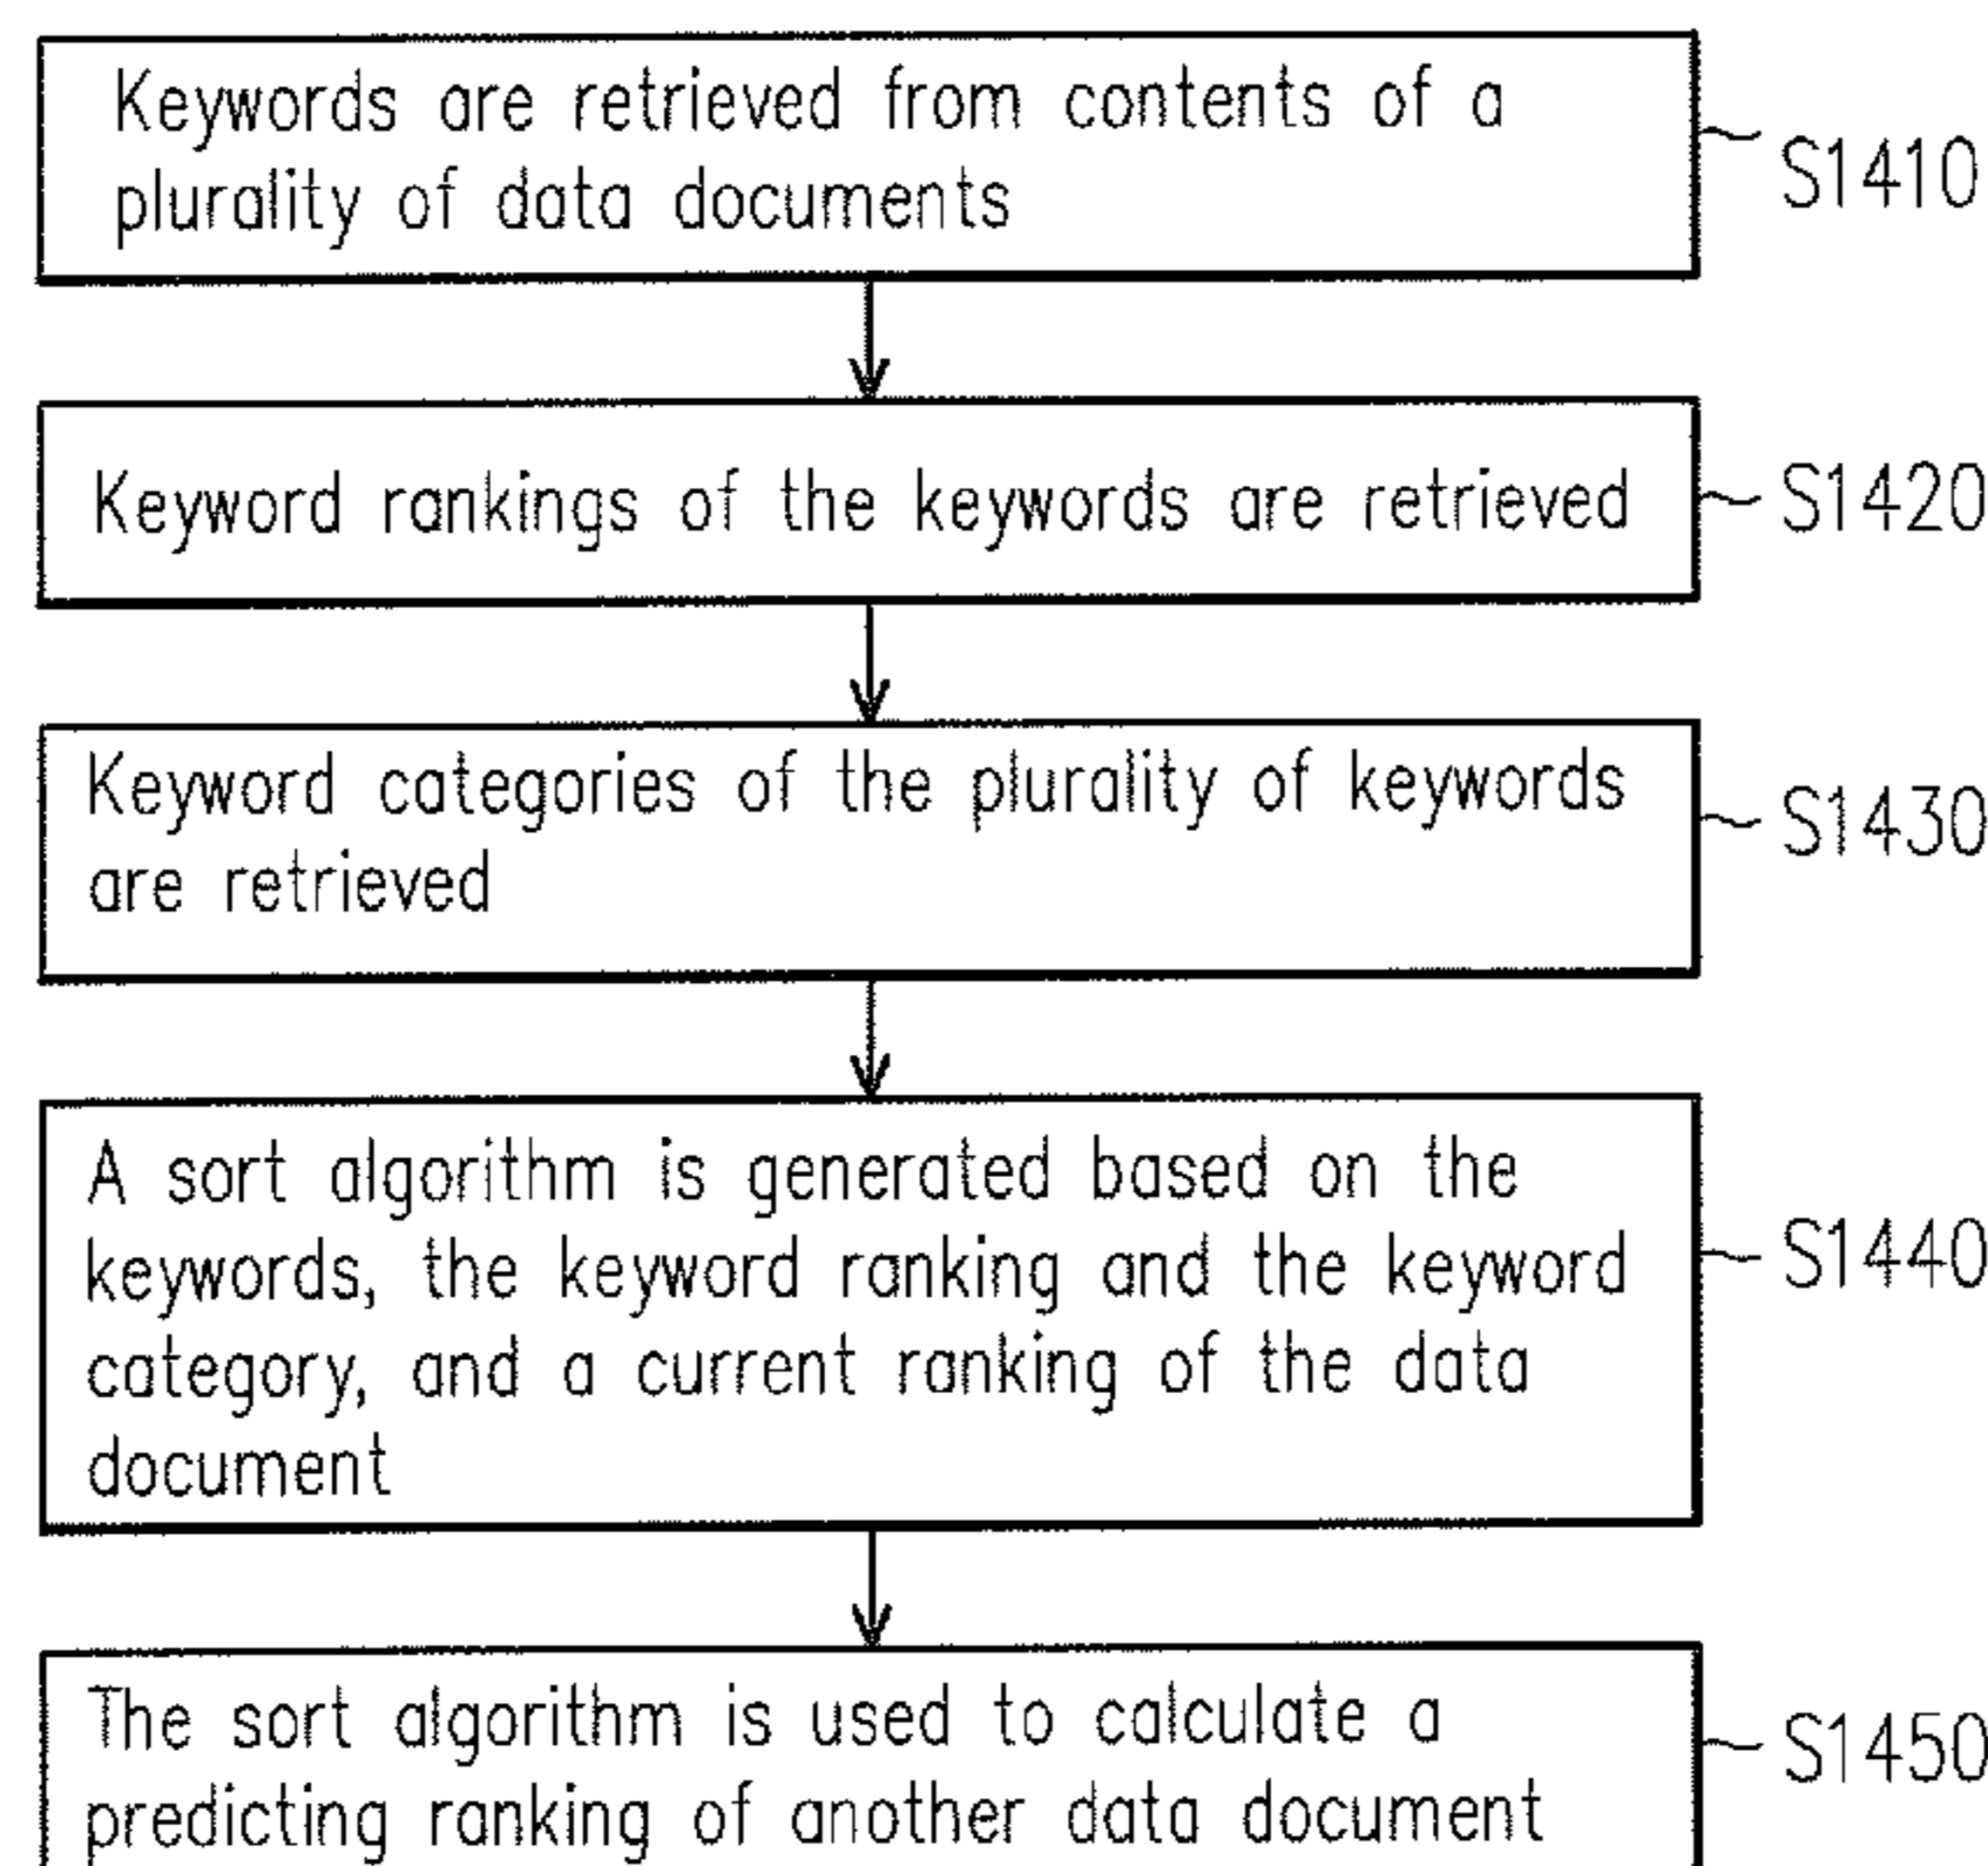 Keywords are retrieved from contents of a
plurality of data documents
S1410
Keyword rankings of the keywords are retrieved
S1420
Keyword categories of the plurality of keywords
are retrieved
S1430
A sort algorithm is generated based on the
keywords, the keyword ranking and the keyword
category, and a current ranking of the data
document
S1440
The sort algorithm is used to calculate a
predicting ranking of another data document
S1450